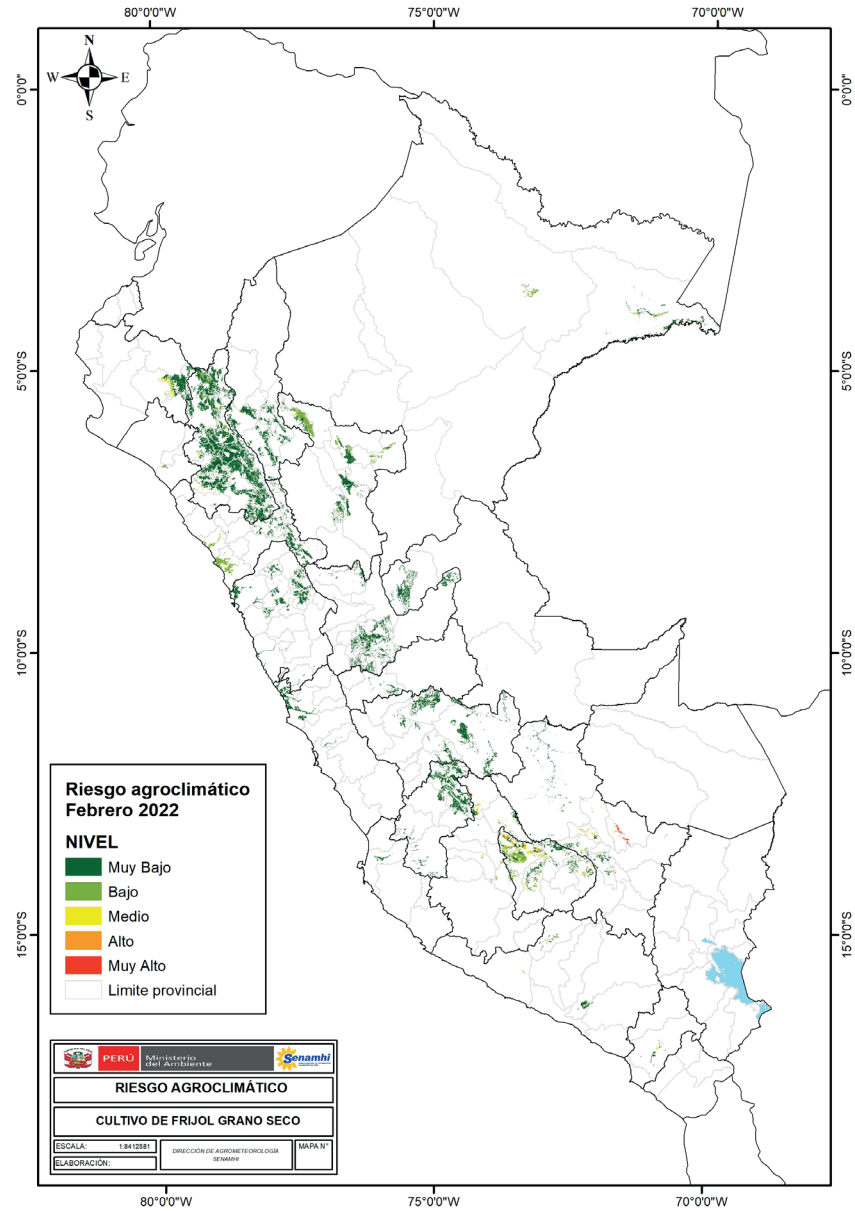 80°0'0"W 75°0'0"W 70°0'0"W
N
W E
S
0°0'0" 0°0'0"
5°0'0"S 5°0'0"S
10°0'0"S 10°0'0"S
15°0'0"S 15°0'0"S
Riesgo agroclimático
Febrero 2022
NIVEL
Muy Bajo
Bajo
Medio
Alto
Muy Alto
Limite provincial
PERÚ Ministerio
del Ambiente
Senamhi
RIESGO AGROCLIMÁTICO
CULTIVO DE FRIJOL GRANO SECO
ESCALA: 1:8412581
DIRECCIÓN DE AGROMETEOROLOGÍA
SENAMHI
MAPA N°
ELABORACIÓN:
80°0'0"W 75°0'0"W 70°0'0"W